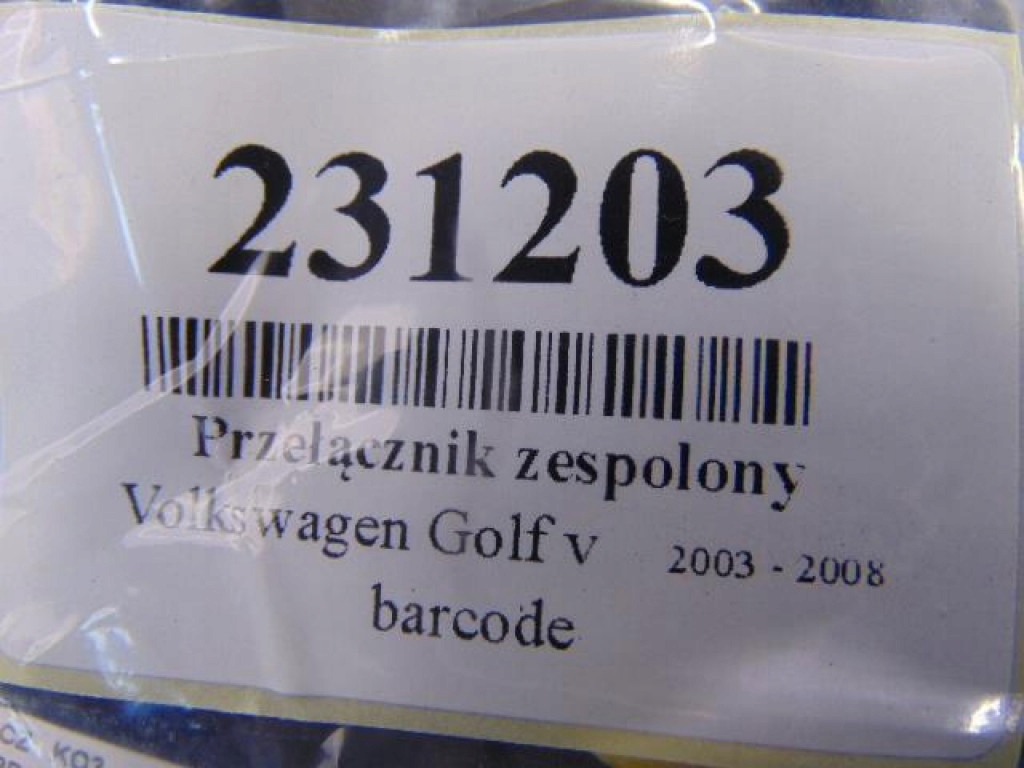 231203
Przełącznik zespolony
Volkswagen Golf v 2003 - 2008
barcode